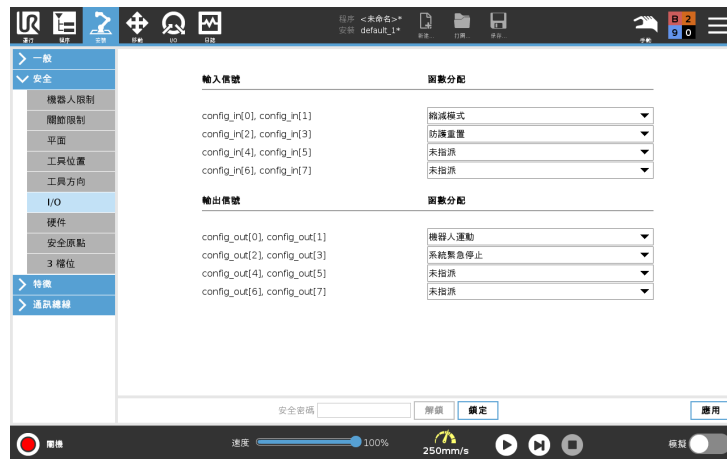 UR
運行
程序
安裝
移動
I/O
日誌
程序 <未命名>*
安裝 default_1*
新建...
打開...
保存...
手動
B 2
9 0
一般
安全
機器人限制
關節限制
平面
工具位置
工具方向
I/O
硬件
安全原點
3 檔位
特徵
通訊總線
輸入信號 函數分配
config_in[0], config_in[1] 縮減模式
config_in[2], config_in[3] 防護重置
config_in[4], config_in[5] 未指派
config_in[6], config_in[7] 未指派
輸出信號 函數分配
config_out[0], config_out[1] 機器人運動
config_out[2], config_out[3] 系統緊急停止
config_out[4], config_out[5] 未指派
config_out[6], config_out[7] 未指派
安全密碼 解鎖 鎖定 應用
關機 速度 100% 250mm/s 模擬